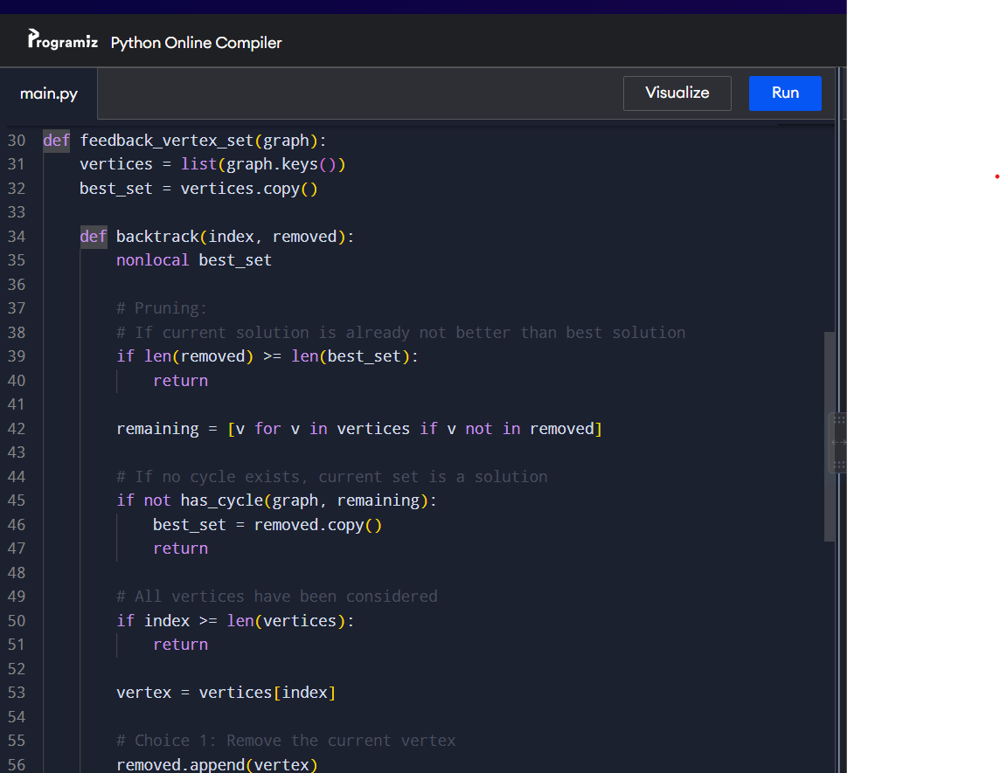 Programiz Python Online Compiler
main.py Visualize Run
30 def feedback_vertex_set(graph):
31     vertices = list(graph.keys())
32     best_set = vertices.copy()
33
34     def backtrack(index, removed):
35         nonlocal best_set
36
37         # Pruning:
38         # If current solution is already not better than best solution
39         if len(removed) >= len(best_set):
40             return
41
42         remaining = [v for v in vertices if v not in removed]
43
44         # If no cycle exists, current set is a solution
45         if not has_cycle(graph, remaining):
46             best_set = removed.copy()
47             return
48
49         # All vertices have been considered
50         if index >= len(vertices):
51             return
52
53         vertex = vertices[index]
54
55         # Choice 1: Remove the current vertex
56         removed.append(vertex)